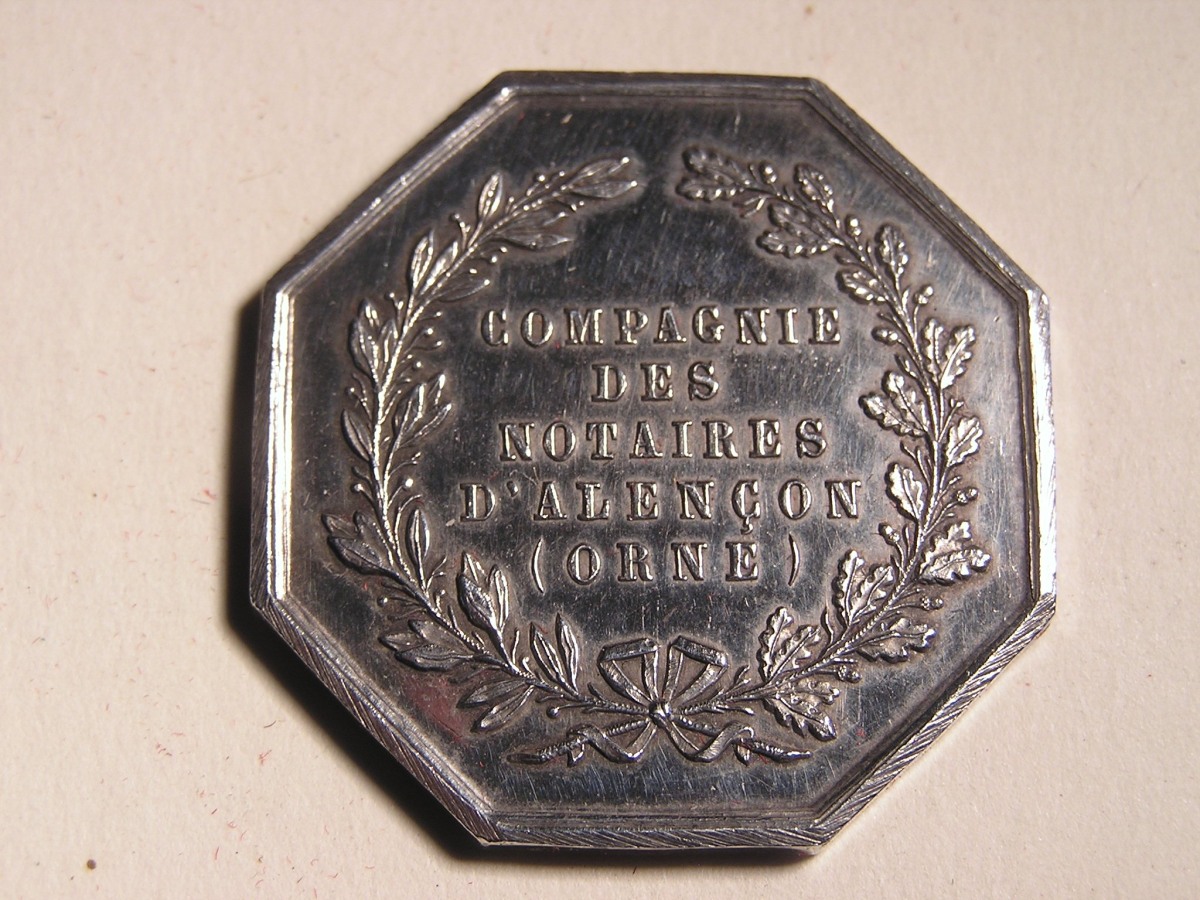 COMPAGNIE
DES
NOTAIRES
D'ALENÇON
(ORNE)